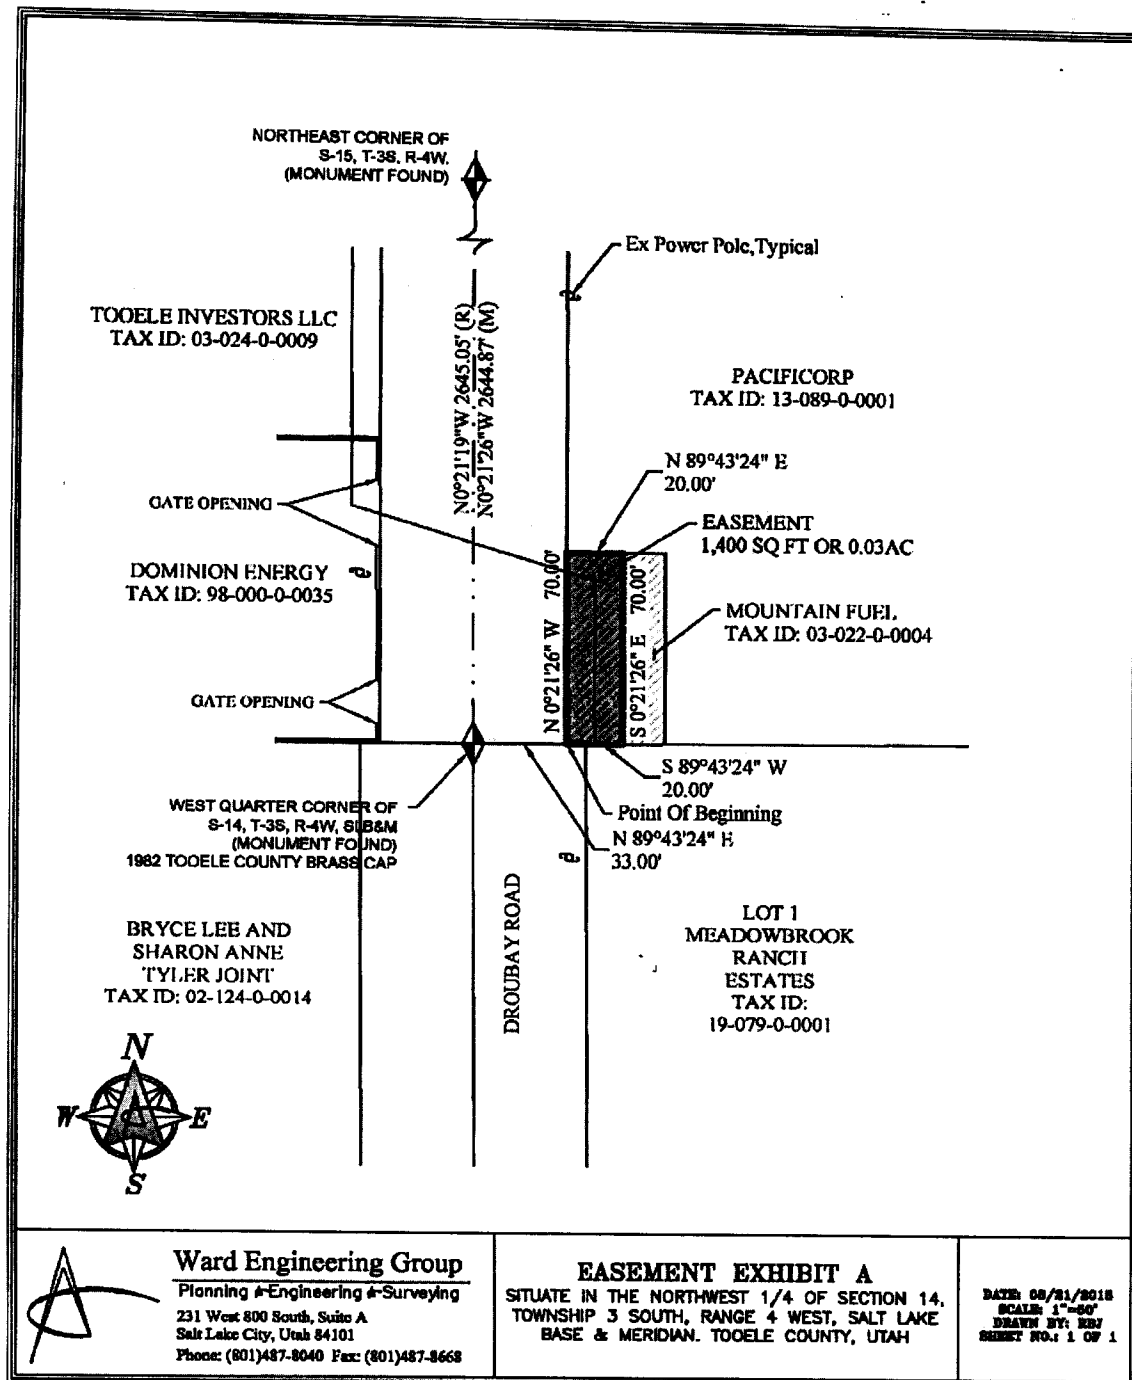 NORTHEAST CORNER OF
S-15, T-3S, R-4W,
(MONUMENT FOUND)
Ex Power Pole,Typical
TOOELE INVESTORS LLC
TAX ID: 03-024-0-0009
N0°21'19"W 2645.05' (R)
N0°21'26"W 2644.87' (M)
PACIFICORP
TAX ID: 13-089-0-0001
N 89°43'24" E
20.00'
GATE OPENING
EASEMENT
1,400 SQ FT OR 0.03AC
DOMINION ENERGY
TAX ID: 98-000-0-0035
N 0°21'26" W 70.00'
S 0°21'26" E 70.00'
MOUNTAIN FUEL
TAX ID: 03-022-0-0004
GATE OPENING
S 89°43'24" W
20.00'
Point Of Beginning
N 89°43'24" E
33.00'
WEST QUARTER CORNER OF
S-14, T-3S, R-4W, SLB&M
(MONUMENT FOUND)
1982 TOOELE COUNTY BRASS CAP
DROUBAY ROAD
BRYCE LEE AND
SHARON ANNE
TYLER JOINT
TAX ID: 02-124-0-0014
LOT 1
MEADOWBROOK
RANCH
ESTATES
TAX ID:
19-079-0-0001
N
W
E
S
Ward Engineering Group
Planning Engineering Surveying
231 West 800 South, Suite A
Salt Lake City, Utah 84101
Phone: (801)487-8040 Fax: (801)487-8668
EASEMENT EXHIBIT A
SITUATE IN THE NORTHWEST 1/4 OF SECTION 14,
TOWNSHIP 3 SOUTH, RANGE 4 WEST, SALT LAKE
BASE & MERIDIAN. TOOELE COUNTY, UTAH
DATE: /21/2018
SCALE: 1"=60'
DRAWN BY:
SHEET NO.: 1 OF 1